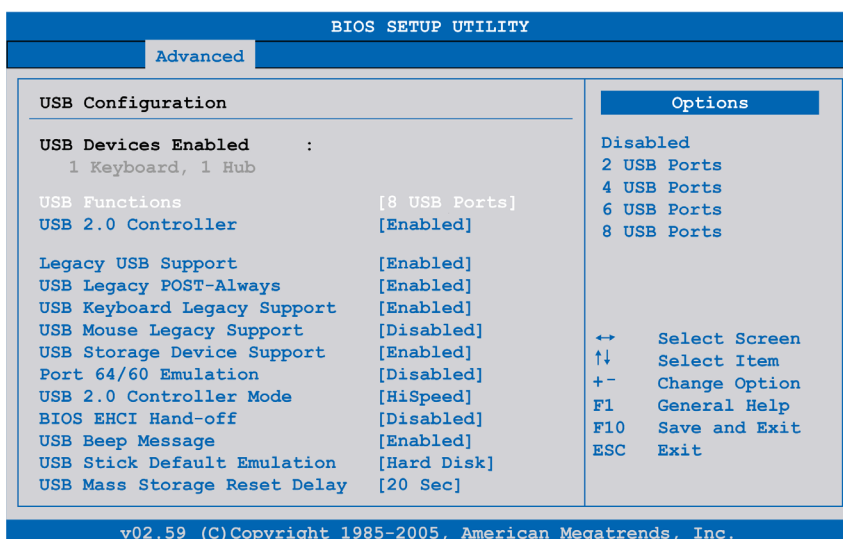 BIOS SETUP UTILITY
Advanced
USB Configuration
USB Devices Enabled :
1 Keyboard, 1 Hub
USB Functions [8 USB Ports]
USB 2.0 Controller [Enabled]
Legacy USB Support [Enabled]
USB Legacy POST-Always [Enabled]
USB Keyboard Legacy Support [Enabled]
USB Mouse Legacy Support [Disabled]
USB Storage Device Support [Enabled]
Port 64/60 Emulation [Disabled]
USB 2.0 Controller Mode [HiSpeed]
BIOS EHCI Hand-off [Disabled]
USB Beep Message [Enabled]
USB Stick Default Emulation [Hard Disk]
USB Mass Storage Reset Delay [20 Sec]
Options
Disabled
2 USB Ports
4 USB Ports
6 USB Ports
8 USB Ports
↔ Select Screen
↑↓ Select Item
+- Change Option
F1 General Help
F10 Save and Exit
ESC Exit
v02.59 (C)Copyright 1985-2005, American Megatrends, Inc.